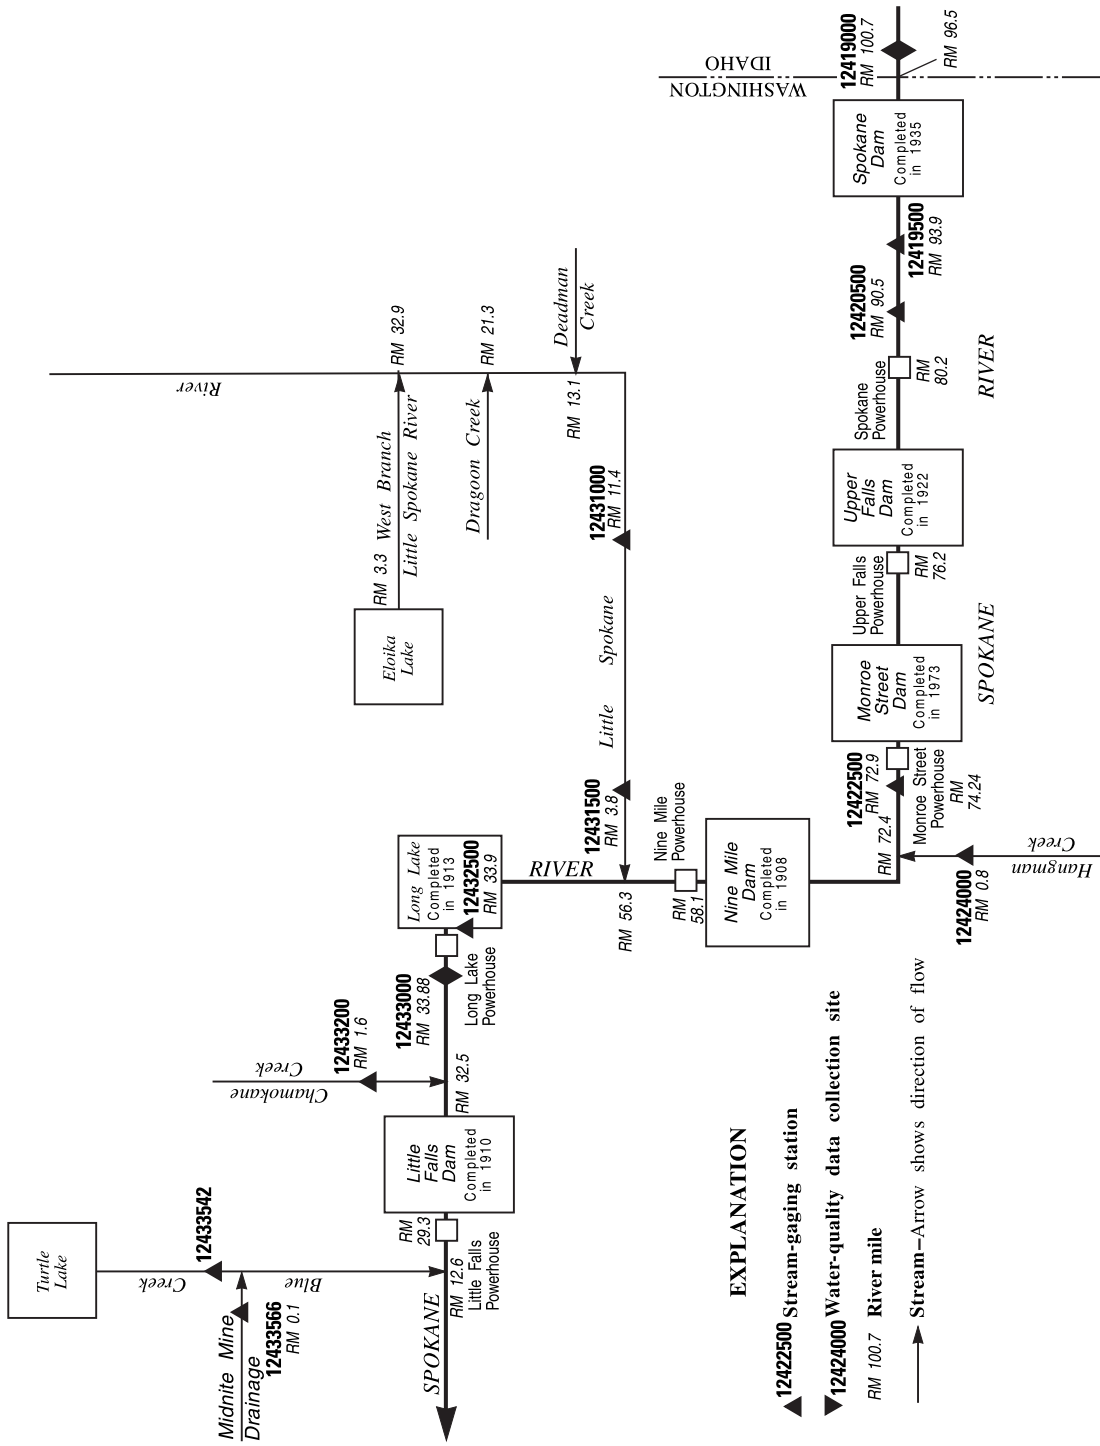 Turtle
Lake
12433542
Creek
Blue
Midnite Mine
Drainage
12433566
RM 0.1
SPOKANE
RM 12.6
Little Falls
Powerhouse
RM
29.3
Little
Falls
Dam
Completed
in 1910
RM 32.5
Chamokane
Creek
12433200
RM 1.6
12433000
RM 33.88
Long Lake
Powerhouse
Long Lake
Completed
in 1913
12432500
RM 33.9
RIVER
RM 56.3
12431500
RM 3.8
Little Spokane
12431000
RM 11.4
RM 13.1
Deadman
Creek
Dragoon Creek
RM 21.3
Eloika
Lake
RM 3.3 West Branch
Little Spokane River
RM 32.9
River
Nine Mile
Powerhouse
RM
58.1
Nine Mile
Dam
Completed
in 1908
RM 72.4
12424000
RM 0.8
Hangman
Creek
12422500
RM 72.9
Monroe Street
Powerhouse
RM
74.24
Monroe
Street
Dam
Completed
in 1973
Upper Falls
Powerhouse
RM
76.2
Upper
Falls
Dam
Completed
in 1922
Spokane
Powerhouse
RM
80.2
SPOKANE RIVER
12420500
RM 90.5
12419500
RM 93.9
Spokane
Dam
Completed
in 1935
WASHINGTON
IDAHO
12419000
RM 100.7
RM 96.5
EXPLANATION
12422500 Stream-gaging station
12424000 Water-quality data collection site
RM 100.7 River mile
Stream—Arrow shows direction of flow